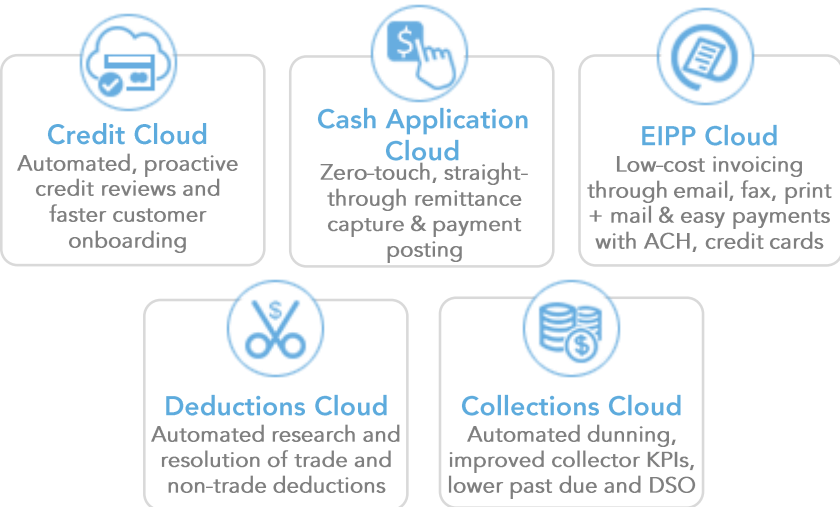 Credit Cloud
Automated, proactive
credit reviews and
faster customer
onboarding
$
Cash Application
Cloud
Zero-touch, straight-
through remittance
capture & payment
posting
EIPP Cloud
Low-cost invoicing
through email, fax, print
+ mail & easy payments
with ACH, credit cards
$
Deductions Cloud
Automated research and
resolution of trade and
non-trade deductions
$
Collections Cloud
Automated dunning,
improved collector KPIs,
lower past due and DSO